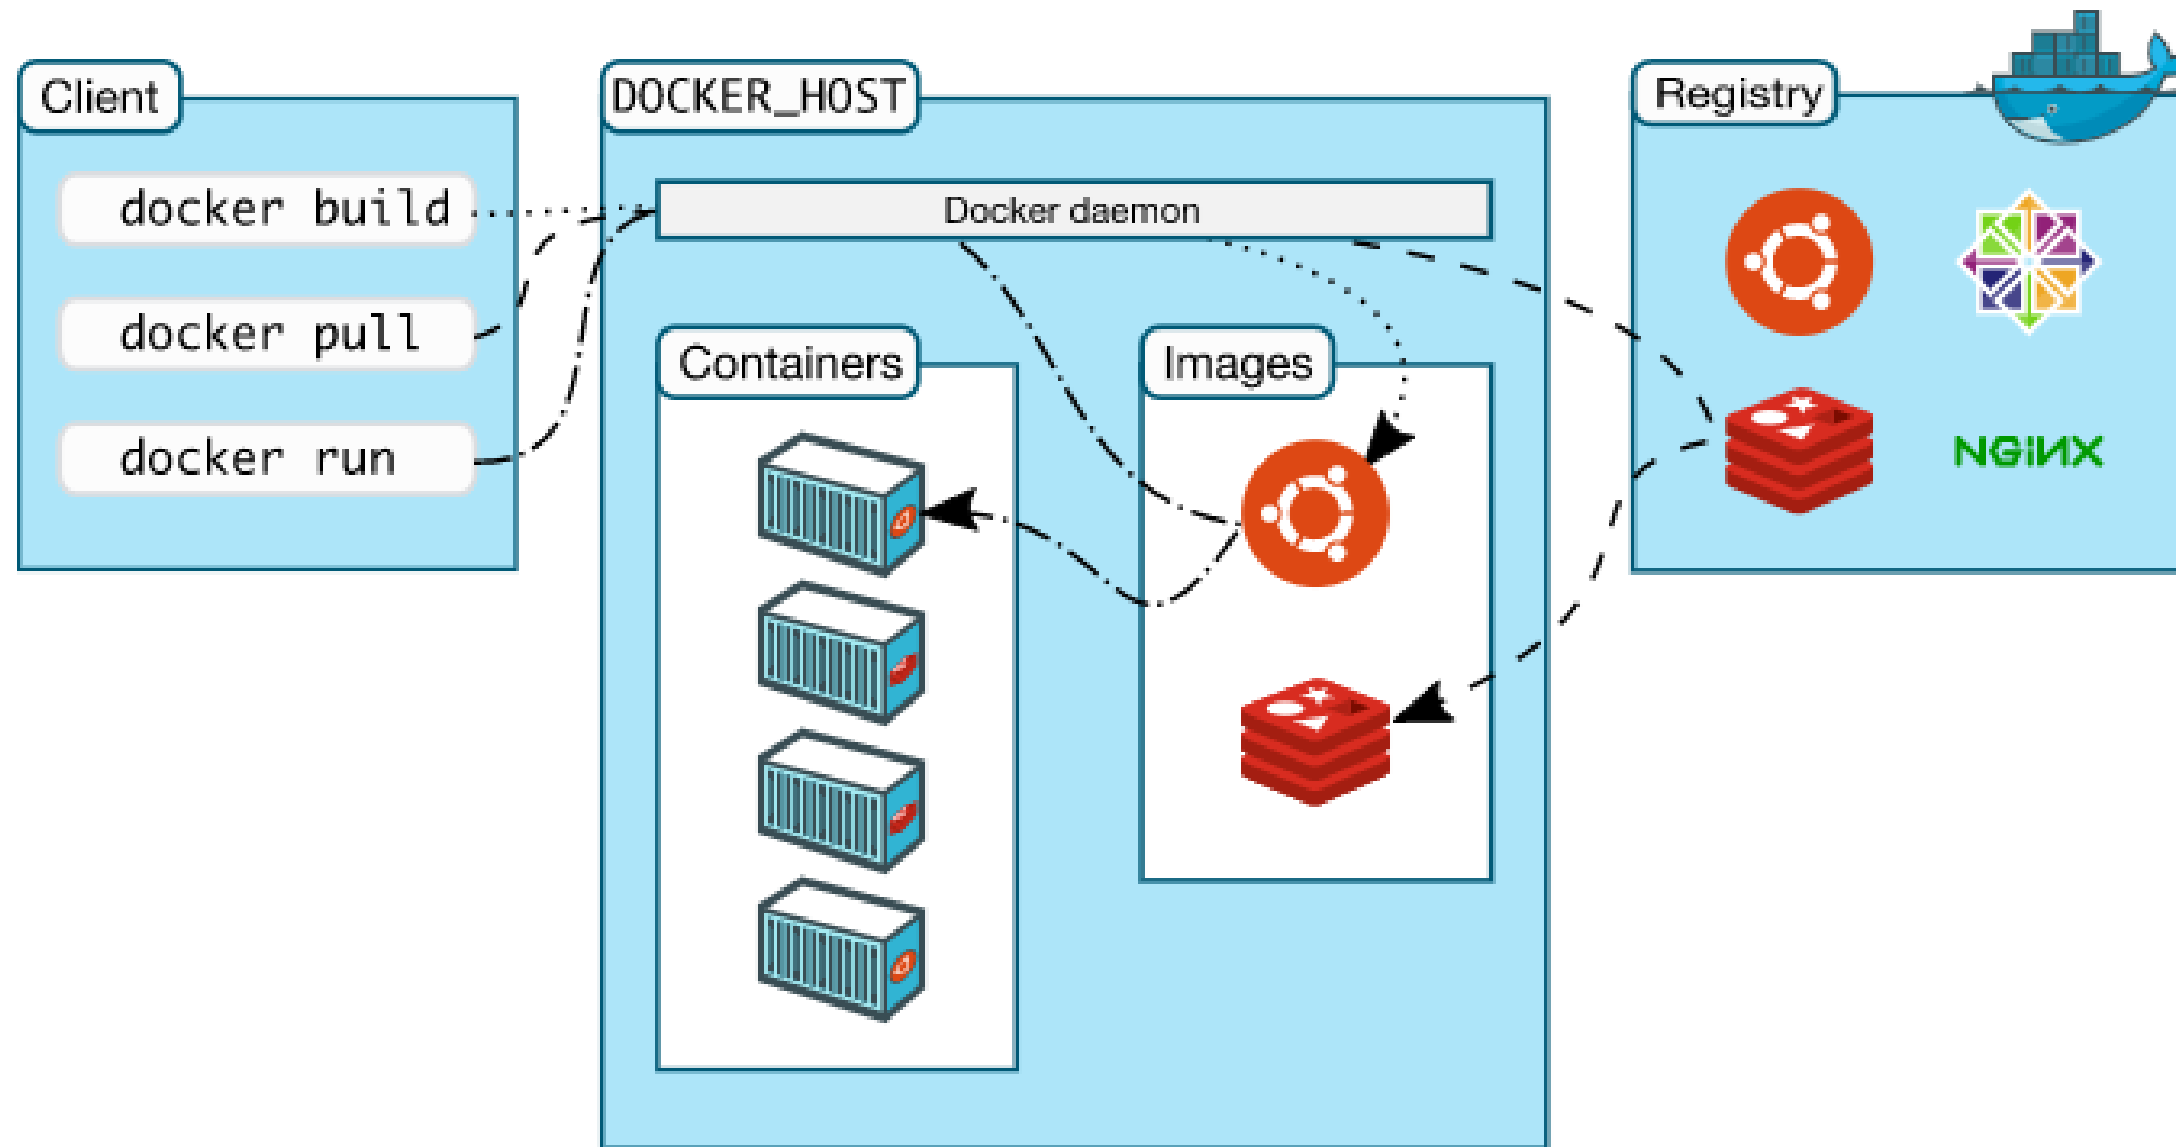 Client
docker build
docker pull
docker run
DOCKER_HOST
Docker daemon
Containers
Images
Registry
NGiNX